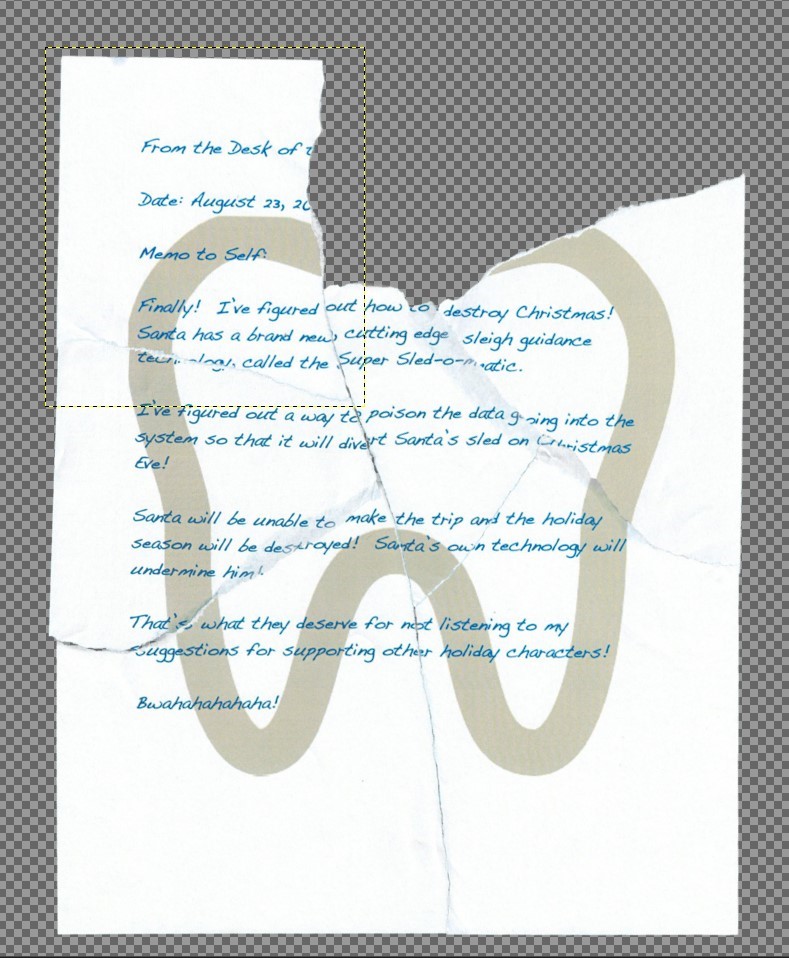 From the Desk of
Date: August 23, 20
Memo to Self:
Finally! I've figured out how to destroy Christmas!
Santa has a brand new, cutting edge sleigh guidance
technology, called the Super Sled-o-matic.
I've figured out a way to poison the data going into the
system so that it will divert Santa's sled on Christmas
Eve!
Santa will be unable to make the trip and the holiday
season will be destroyed! Santa's own technology will
undermine him!
That's what they deserve for not listening to my
suggestions for supporting other holiday characters!
Bwahahahahaha!